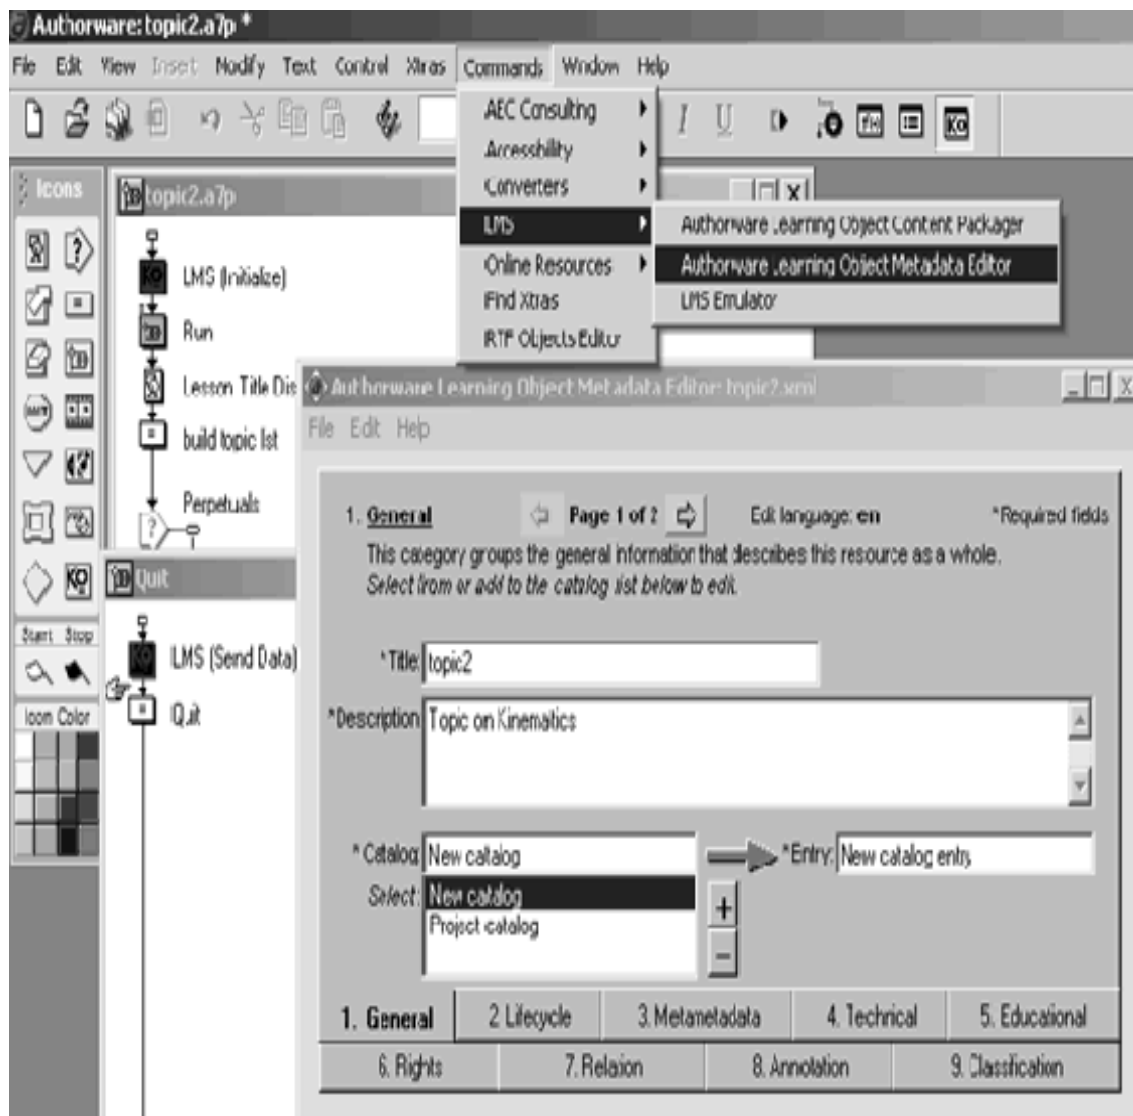 Authorware: topic2.a7p *
File Edit View Insert Modify Text Control Xtras Commands Window Help
AEC Consulting
Accessibility
Converters
LMS
Online Resources
Find Xtras
RTF Objects Editor
Authorware Learning Object Content Packager
Authorware Learning Object Metadata Editor
LMS Emulator
I U
Icons
Start Stop
Icon Color
topic2.a7p
LMS (Initialize)
Run
Lesson Title Dis
build topic list
Perpetuals
Quit
LMS (Send Data)
Quit
Authorware Learning Object Metadata Editor: topic2.xml
File Edit Help
1. General Page 1 of 2 Edit language: en *Required fields
This category groups the general information that describes this resource as a whole.
Select from or add to the catalog list below to edit.
*Title: topic2
*Description: Topic on Kinematics
* Catalog: New catalog *Entry: New catalog entry
Select: New catalog
Project catalog
+
−
1. General 2 Lifecycle 3. Metametadata 4. Technical 5. Educational
6. Rights 7. Relation 8. Annotation 9. Classification